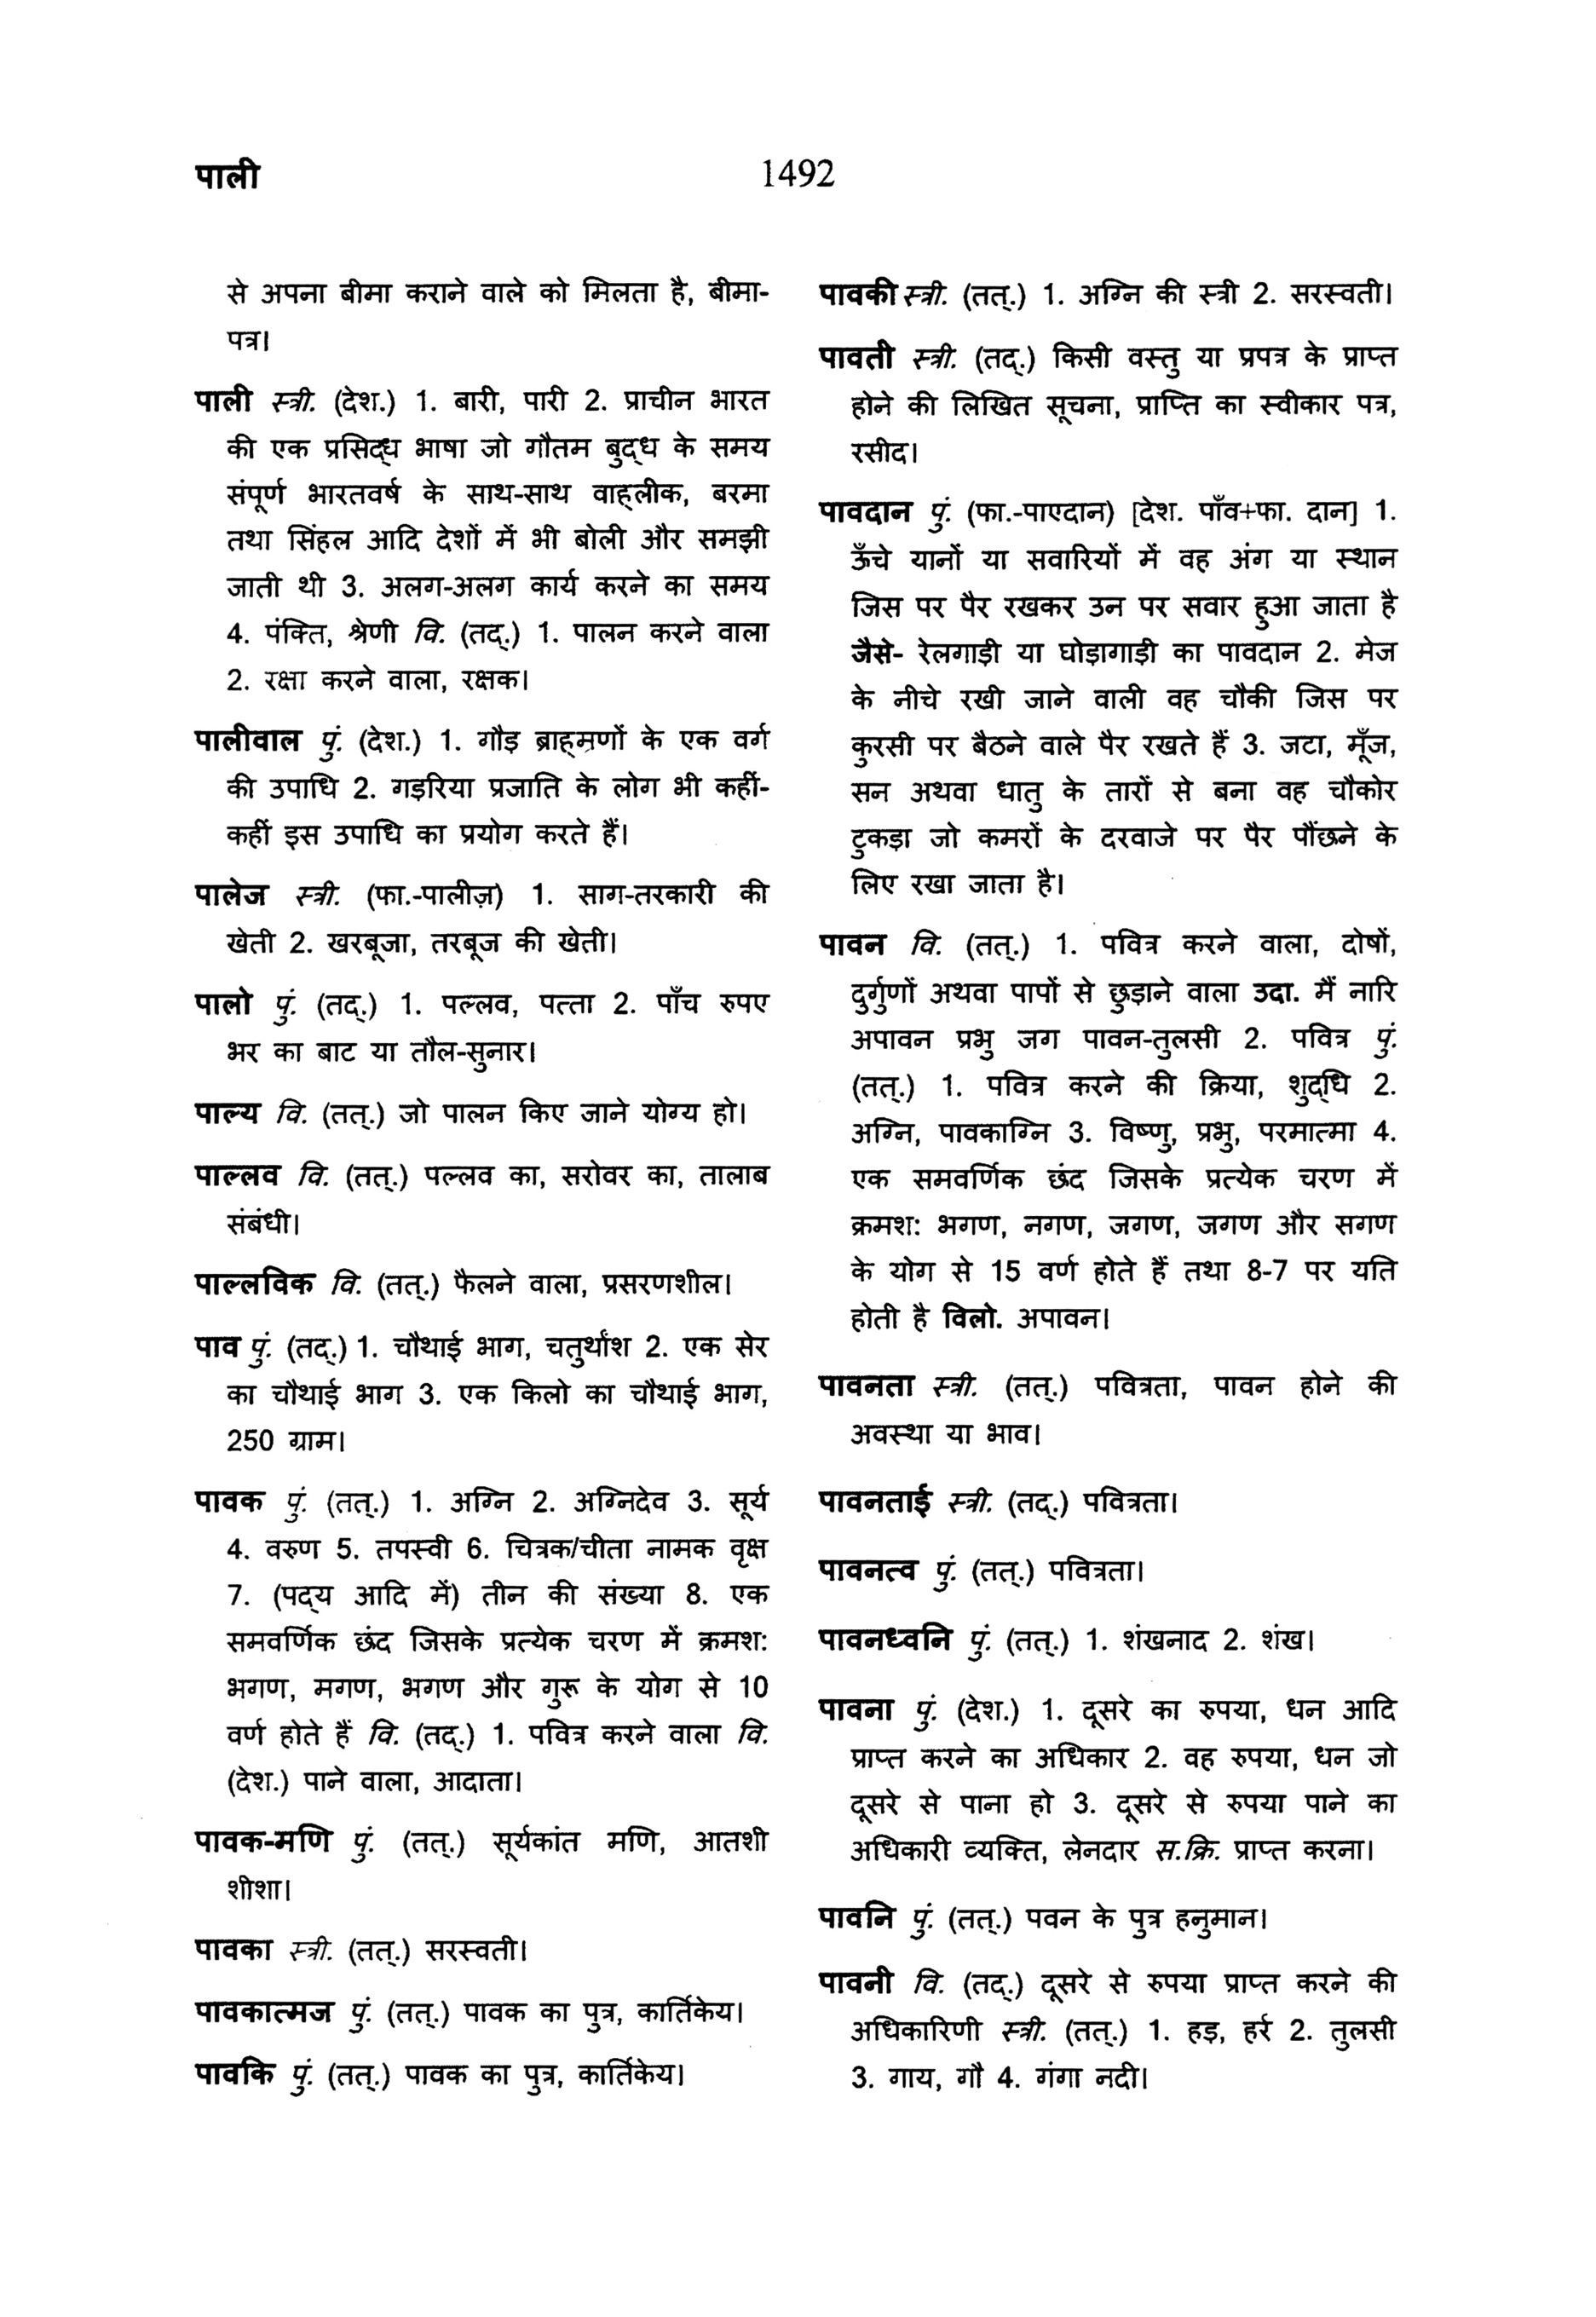 पाली
1492
से अपना बीमा कराने वाले को मिलता है, बीमा-
पत्र।
पाली स्त्री. (देश.) 1. बारी, पारी 2. प्राचीन भारत
की एक प्रसिद्ध भाषा जो गौतम बुद्ध के समय
संपूर्ण भारतवर्ष के साथ-साथ वाह्लीक, बरमा
तथा सिंहल आदि देशों में भी बोली और समझी
जाती थी 3. अलग-अलग कार्य करने का समय
4. पंक्ति, श्रेणी वि. (तद्.) 1. पालन करने वाला
2. रक्षा करने वाला, रक्षक।
पालीवाल पुं. (देश.) 1. गौड़ ब्राह्मणों के एक वर्ग
की उपाधि 2. गड़रिया प्रजाति के लोग भी कहीं-
कहीं इस उपाधि का प्रयोग करते हैं।
पालेज स्त्री. (फा.-पालीज़) 1. साग-तरकारी की
खेती 2. खरबूजा, तरबूज की खेती।
पालो पुं. (तद्.) 1. पल्लव, पत्ता 2. पाँच रुपए
भर का बाट या तौल-सुनार।
पाल्य वि. (तत्.) जो पालन किए जाने योग्य हो।
पाल्लव वि. (तत्.) पल्लव का, सरोवर का, तालाब
संबंधी।
पाल्लविक वि. (तत्.) फैलने वाला, प्रसरणशील।
पाव पुं. (तद्.) 1. चौथाई भाग, चतुर्थांश 2. एक सेर
का चौथाई भाग 3. एक किलो का चौथाई भाग,
250 ग्राम।
पावक पुं. (तत्.) 1. अग्नि 2. अग्निदेव 3. सूर्य
4. वरुण 5. तपस्वी 6. चित्रक/चीता नामक वृक्ष
7. (पद्य आदि में) तीन की संख्या 8. एक
समवर्णिक छंद जिसके प्रत्येक चरण में क्रमश:
भगण, मगण, भगण और गुरू के योग से 10
वर्ण होते हैं वि. (तद्.) 1. पवित्र करने वाला वि.
(देश.) पाने वाला, आदाता।
पावक-मणि पुं. (तत्.) सूर्यकांत मणि, आतशी
शीशा।
पावका स्त्री. (तत्.) सरस्वती।
पावकात्मज पुं. (तत्.) पावक का पुत्र, कार्तिकेय।
पावकि पुं. (तत्.) पावक का पुत्र, कार्तिकेय।
पावकी स्त्री. (तत्.) 1. अग्नि की स्त्री 2. सरस्वती।
पावती स्त्री. (तद्.) किसी वस्तु या प्रपत्र के प्राप्त
होने की लिखित सूचना, प्राप्ति का स्वीकार पत्र,
रसीद।
पावदान पुं. (फा.-पाएदान) [देश. पाँव+फा. दान] 1.
ऊँचे यानों या सवारियों में वह अंग या स्थान
जिस पर पैर रखकर उन पर सवार हुआ जाता है
जैसे- रेलगाड़ी या घोड़ागाड़ी का पावदान 2. मेज
के नीचे रखी जाने वाली वह चौकी जिस पर
कुरसी पर बैठने वाले पैर रखते हैं 3. जटा, मूँज,
सन अथवा धातु के तारों से बना वह चौकोर
टुकड़ा जो कमरों के दरवाजे पर पैर पौंछने के
लिए रखा जाता है।
पावन वि. (तत्.) 1. पवित्र करने वाला, दोषों,
दुर्गुणों अथवा पापों से छुड़ाने वाला उदा. मैं नारि
अपावन प्रभु जग पावन-तुलसी 2. पवित्र पुं.
(तत्.) 1. पवित्र करने की क्रिया, शुद्धि 2.
अग्नि, पावकाग्नि 3. विष्णु, प्रभु, परमात्मा 4.
एक समवर्णिक छंद जिसके प्रत्येक चरण में
क्रमश: भगण, नगण, जगण, जगण और सगण
के योग से 15 वर्ण होते हैं तथा 8-7 पर यति
होती है विलो. अपावन।
पावनता स्त्री. (तत्.) पवित्रता, पावन होने की
अवस्था या भाव।
पावनताई स्त्री. (तद्.) पवित्रता।
पावनत्व पुं. (तत्.) पवित्रता।
पावनध्वनि पुं. (तत्.) 1. शंखनाद 2. शंख।
पावना पुं. (देश.) 1. दूसरे का रुपया, धन आदि
प्राप्त करने का अधिकार 2. वह रुपया, धन जो
दूसरे से पाना हो 3. दूसरे से रुपया पाने का
अधिकारी व्यक्ति, लेनदार स.क्रि. प्राप्त करना।
पावनि पुं. (तत्.) पवन के पुत्र हनुमान।
पावनी वि. (तद्.) दूसरे से रुपया प्राप्त करने की
अधिकारिणी स्त्री. (तत्.) 1. हड़, हर्र 2. तुलसी
3. गाय, गौ 4. गंगा नदी।